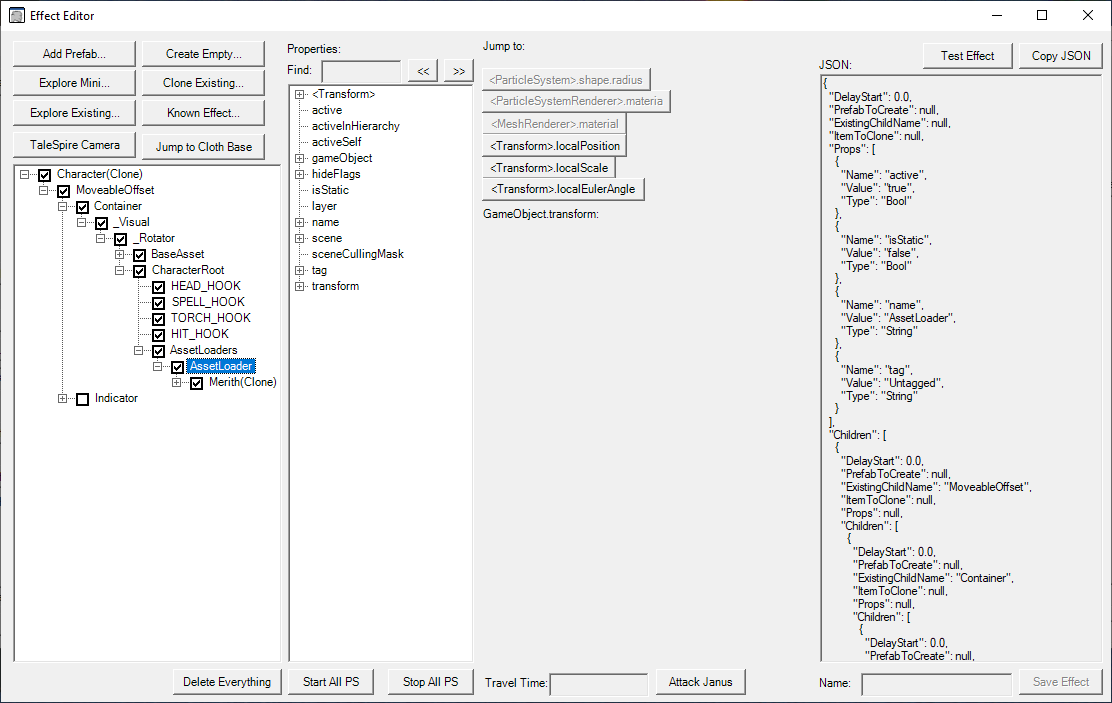 Effect Editor
Add Prefab...
Create Empty...
Explore Mini...
Clone Existing...
Explore Existing...
Known Effect...
TaleSpire Camera
Jump to Cloth Base
Character(Clone)
MoveableOffset
Container
_Visual
_Rotator
BaseAsset
CharacterRoot
HEAD_HOOK
SPELL_HOOK
TORCH_HOOK
HIT_HOOK
AssetLoaders
AssetLoader
Merith(Clone)
Indicator
Delete Everything
Properties:
Find:
<<
>>
<Transform>
active
activeInHierarchy
activeSelf
gameObject
hideFlags
isStatic
layer
name
scene
sceneCullingMask
tag
transform
Start All PS
Stop All PS
Jump to:
<ParticleSystem>.shape.radius
<ParticleSystemRenderer>.materia
<MeshRenderer>.material
<Transform>.localPosition
<Transform>.localScale
<Transform>.localEulerAngle
GameObject.transform:
Travel Time:
Attack Janus
JSON:
Test Effect
Copy JSON
{
"DelayStart": 0.0,
"PrefabToCreate": null,
"ExistingChildName": null,
"ItemToClone": null,
"Props": [
{
"Name": "active",
"Value": "true",
"Type": "Bool"
},
{
"Name": "isStatic",
"Value": "false",
"Type": "Bool"
},
{
"Name": "name",
"Value": "AssetLoader",
"Type": "String"
},
{
"Name": "tag",
"Value": "Untagged",
"Type": "String"
}
],
"Children": [
{
"DelayStart": 0.0,
"PrefabToCreate": null,
"ExistingChildName": "MoveableOffset",
"ItemToClone": null,
"Props": null,
"Children": [
{
"DelayStart": 0.0,
"PrefabToCreate": null,
"ExistingChildName": "Container",
"ItemToClone": null,
"Props": null,
"Children": [
{
"DelayStart": 0.0,
"PrefabToCreate": null,
Name:
Save Effect